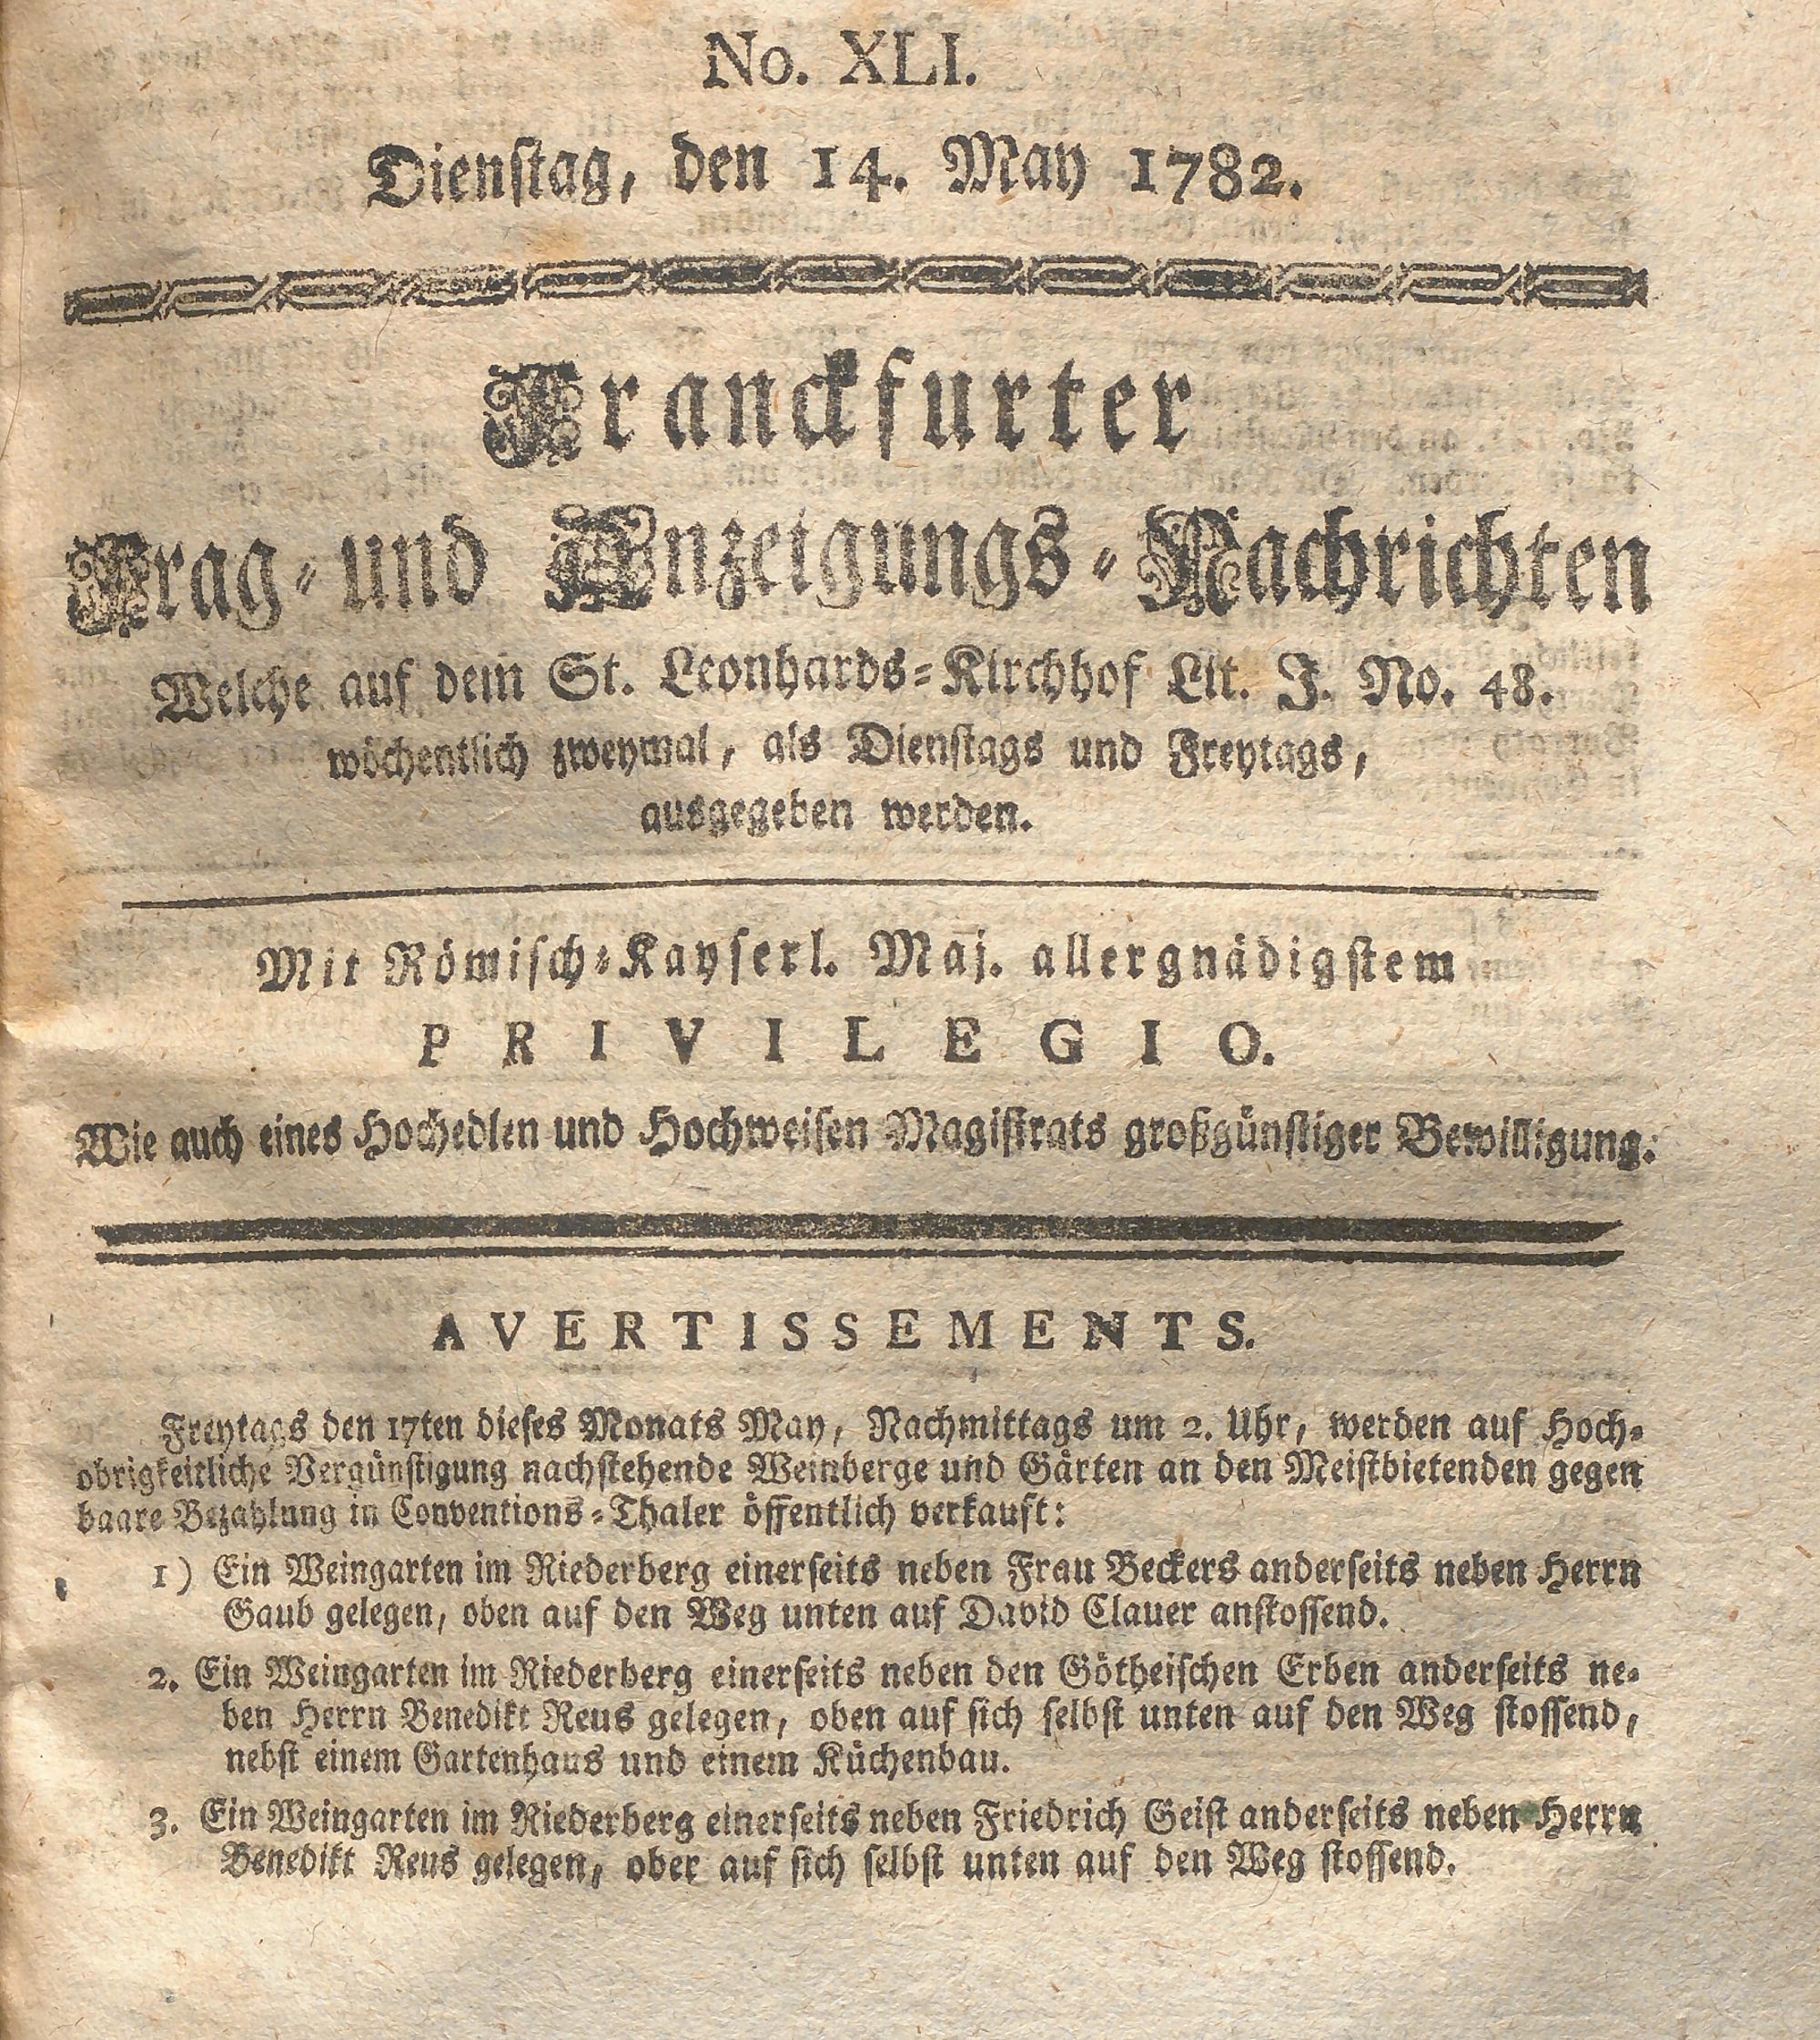 No. XLI.
Dienstag, den 14. May 1782.
Franckfurter
Frag- und Anzeigungs-Nachrichten
Welche auf dem St. Leonhards-Kirchhof Lit. J. No. 48.
wöchentlich zweymal, als Dienstags und Freytags,
ausgegeben werden.
Mit Römisch-Kayserl. Maj. allergnädigstem
PRIVILEGIO.
Wie auch eines Hochedlen und Hochweisen Magistrats großgünstiger Bewilligung.
AVERTISSEMENTS.
Freytags den 17ten dieses Monats May, Nachmittags um 2. Uhr, werden auf Hoch-
obrigkeitliche Vergünstigung nachstehende Weinberge und Gärten an den Meistbietenden gegen
baare Bezahlung in Conventions-Thaler öffentlich verkauft:
1) Ein Weingarten im Riederberg einerseits neben Frau Beckers anderseits neben Herrn
Gaub gelegen, oben auf den Weg unten auf David Clauer anstossend.
2. Ein Weingarten im Riederberg einerseits neben den Götheischen Erben anderseits ne-
ben Herrn Benedikt Reus gelegen, oben auf sich selbst unten auf den Weg stossend,
nebst einem Gartenhaus und einem Küchenbau.
3. Ein Weingarten im Riederberg einerseits neben Friedrich Geist anderseits neben Herrn
Benedikt Reus gelegen, ober auf sich selbst unten auf den Weg stossend.